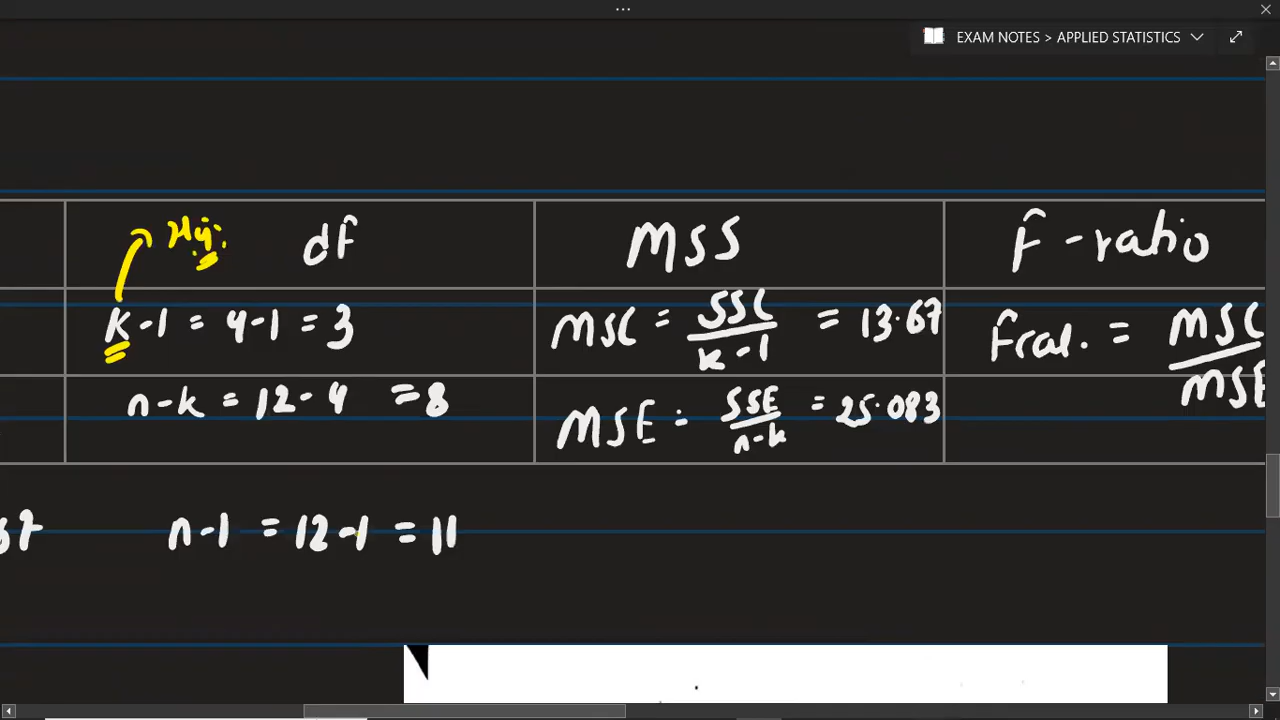 EXAM NOTES > APPLIED STATISTICS
df MSS F-ratio
k-1 = 4-1 = 3 MSC = SSC / k-1 = 13.67 Fcal. = MSC / MSE
n-k = 12-4 = 8 MSE = SSE / n-k = 25.083
n-1 = 12-1 = 11